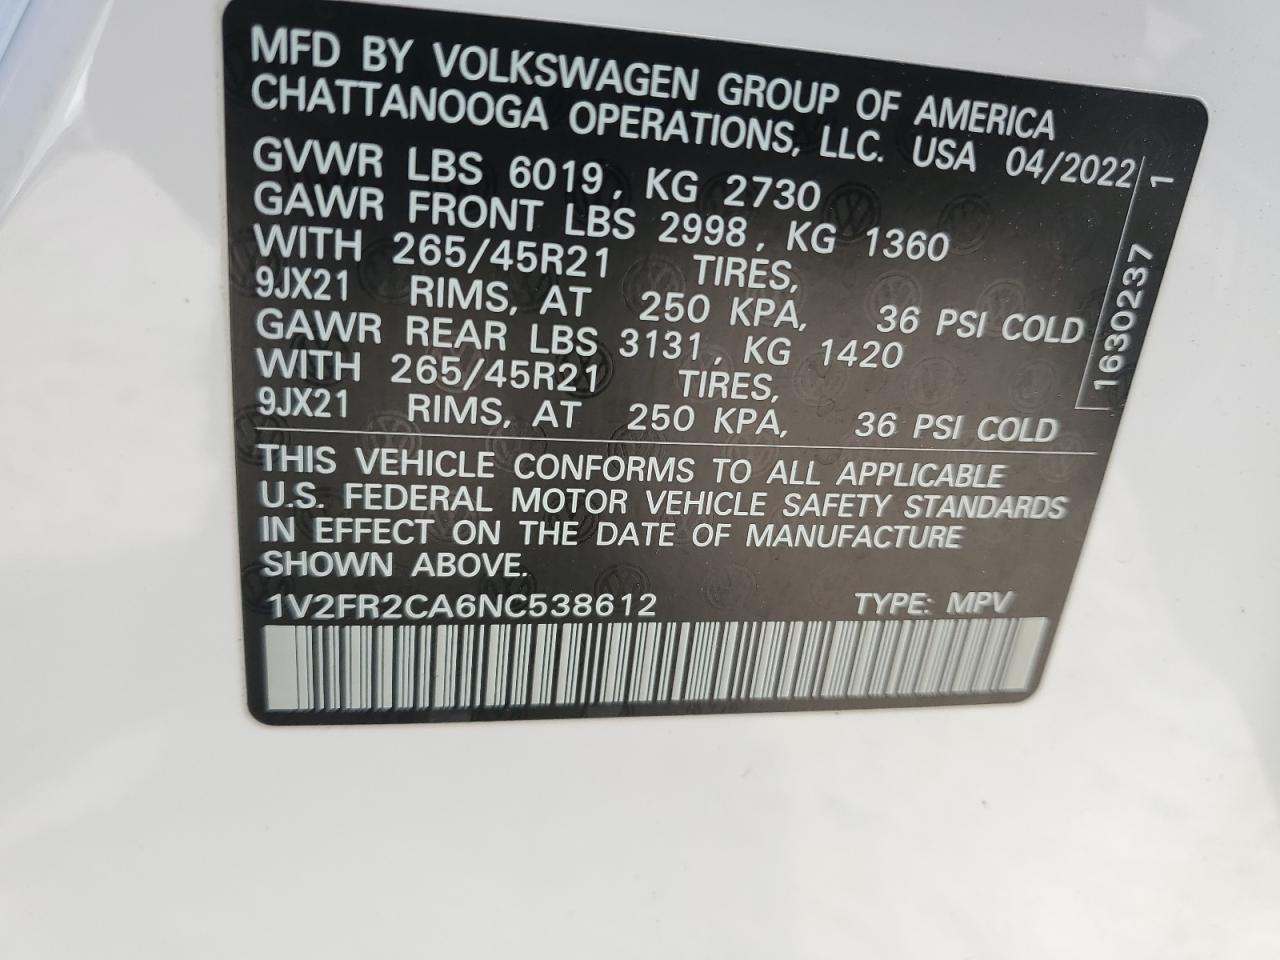 MFD BY VOLKSWAGEN GROUP OF AMERICA
CHATTANOOGA OPERATIONS, LLC. USA 04/2022
GVWR LBS 6019, KG 2730
GAWR FRONT LBS 2998, KG 1360
WITH 265/45R21 TIRES,
9JX21 RIMS, AT 250 KPA, 36 PSI COLD
GAWR REAR LBS 3131, KG 1420
WITH 265/45R21 TIRES,
9JX21 RIMS, AT 250 KPA, 36 PSI COLD
1630237 1
THIS VEHICLE CONFORMS TO ALL APPLICABLE
U.S. FEDERAL MOTOR VEHICLE SAFETY STANDARDS
IN EFFECT ON THE DATE OF MANUFACTURE
SHOWN ABOVE.
1V2FR2CA6NC538612 TYPE: MPV